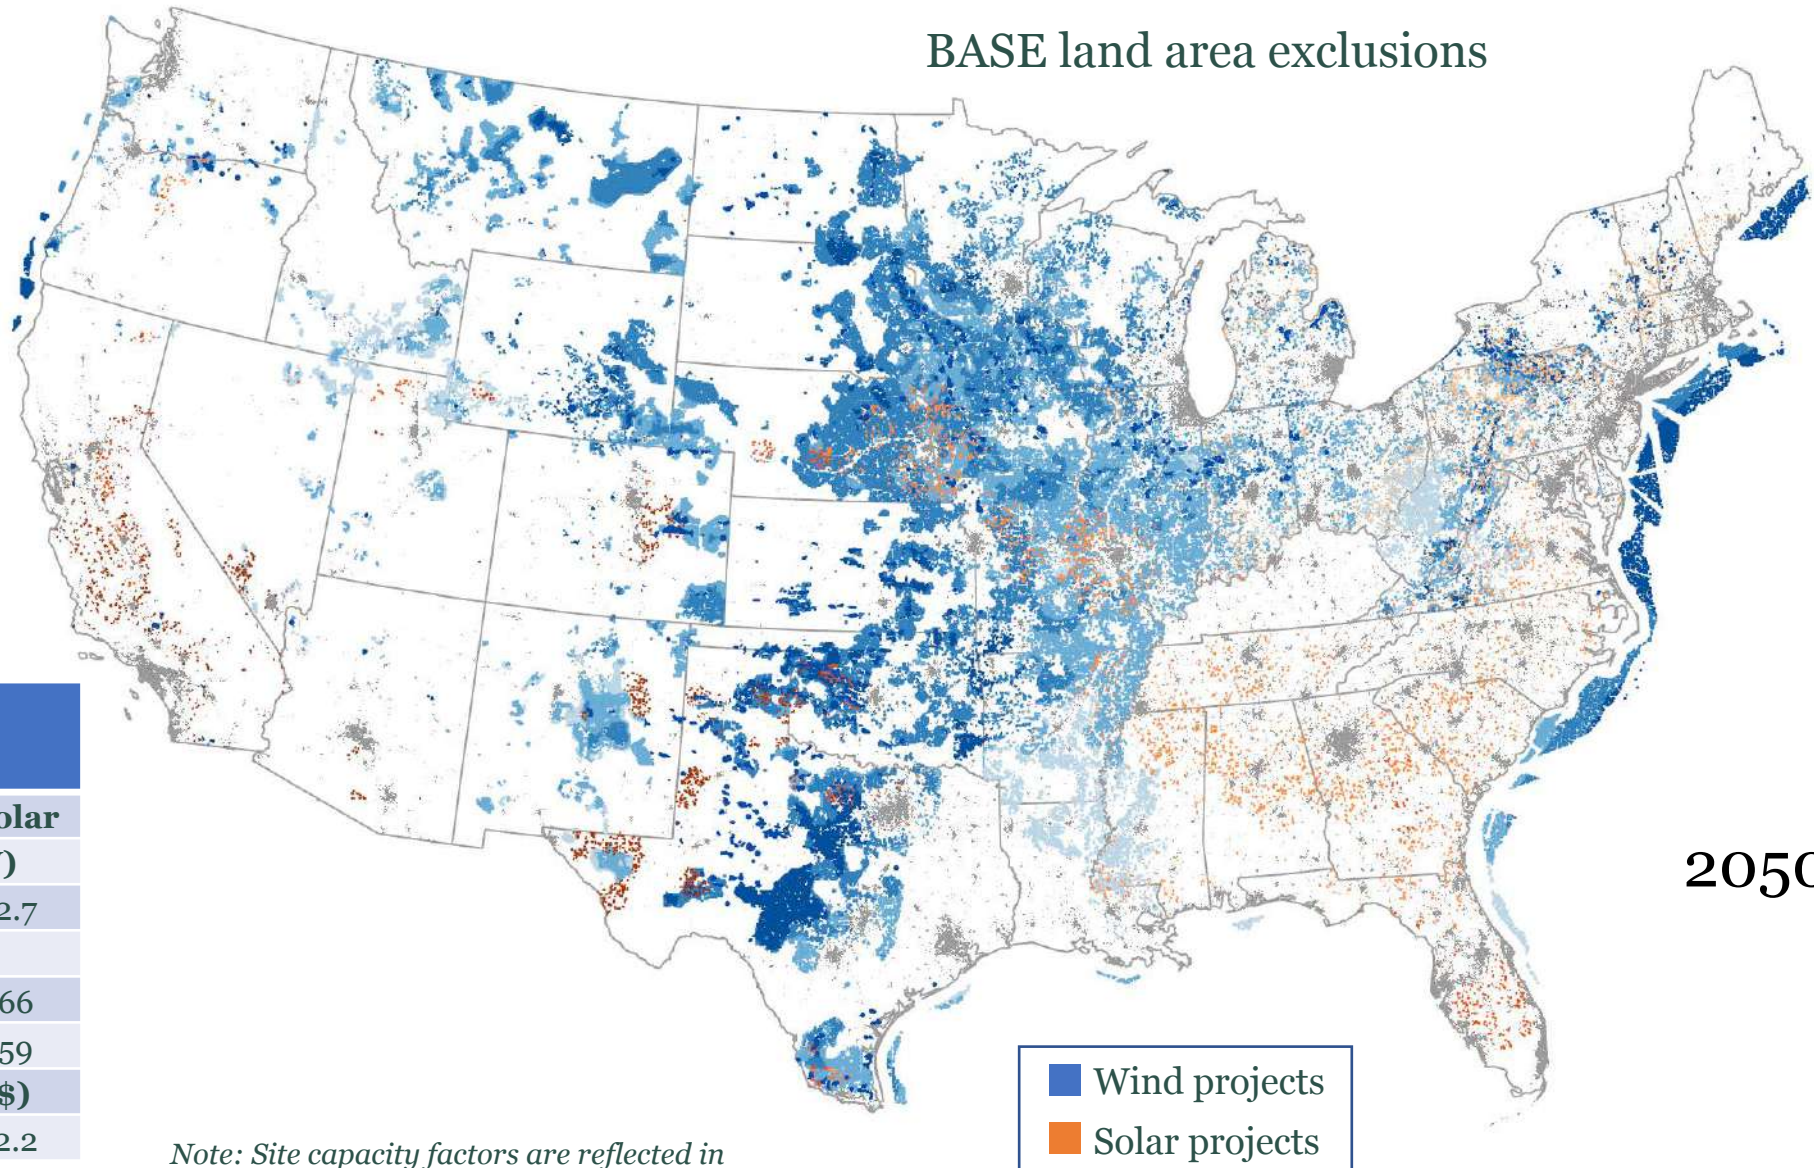 BASE land area exclusions
olar
)
2.7
66
59
$)
2.2
2050
Wind projects
Solar projects
Note: Site capacity factors are reflected in